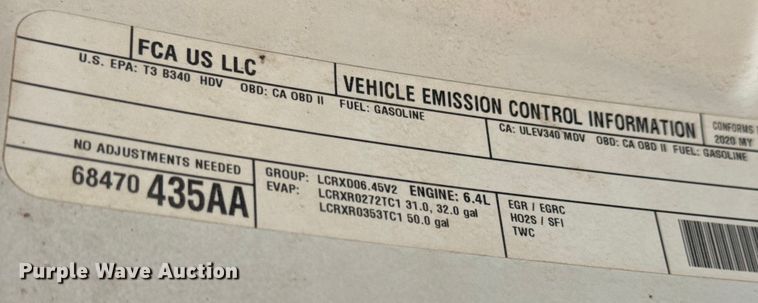 FCA US LLC
VEHICLE EMISSION CONTROL INFORMATION
CONFORMS
2020 MY
U.S. EPA: T3 B340 HDV OBD: CA OBD II FUEL: GASOLINE
CA: ULEV340 MDV OBD: CA OBD II FUEL: GASOLINE
NO ADJUSTMENTS NEEDED
68470 435AA
GROUP: LCRXD06.45V2 ENGINE: 6.4L
EVAP: LCRXR0272TC1 31.0, 32.0 gal
LCRXR0353TC1 50.0 gal
EGR / EGRC
HO2S / SFI
TWC
Purple Wave Auction